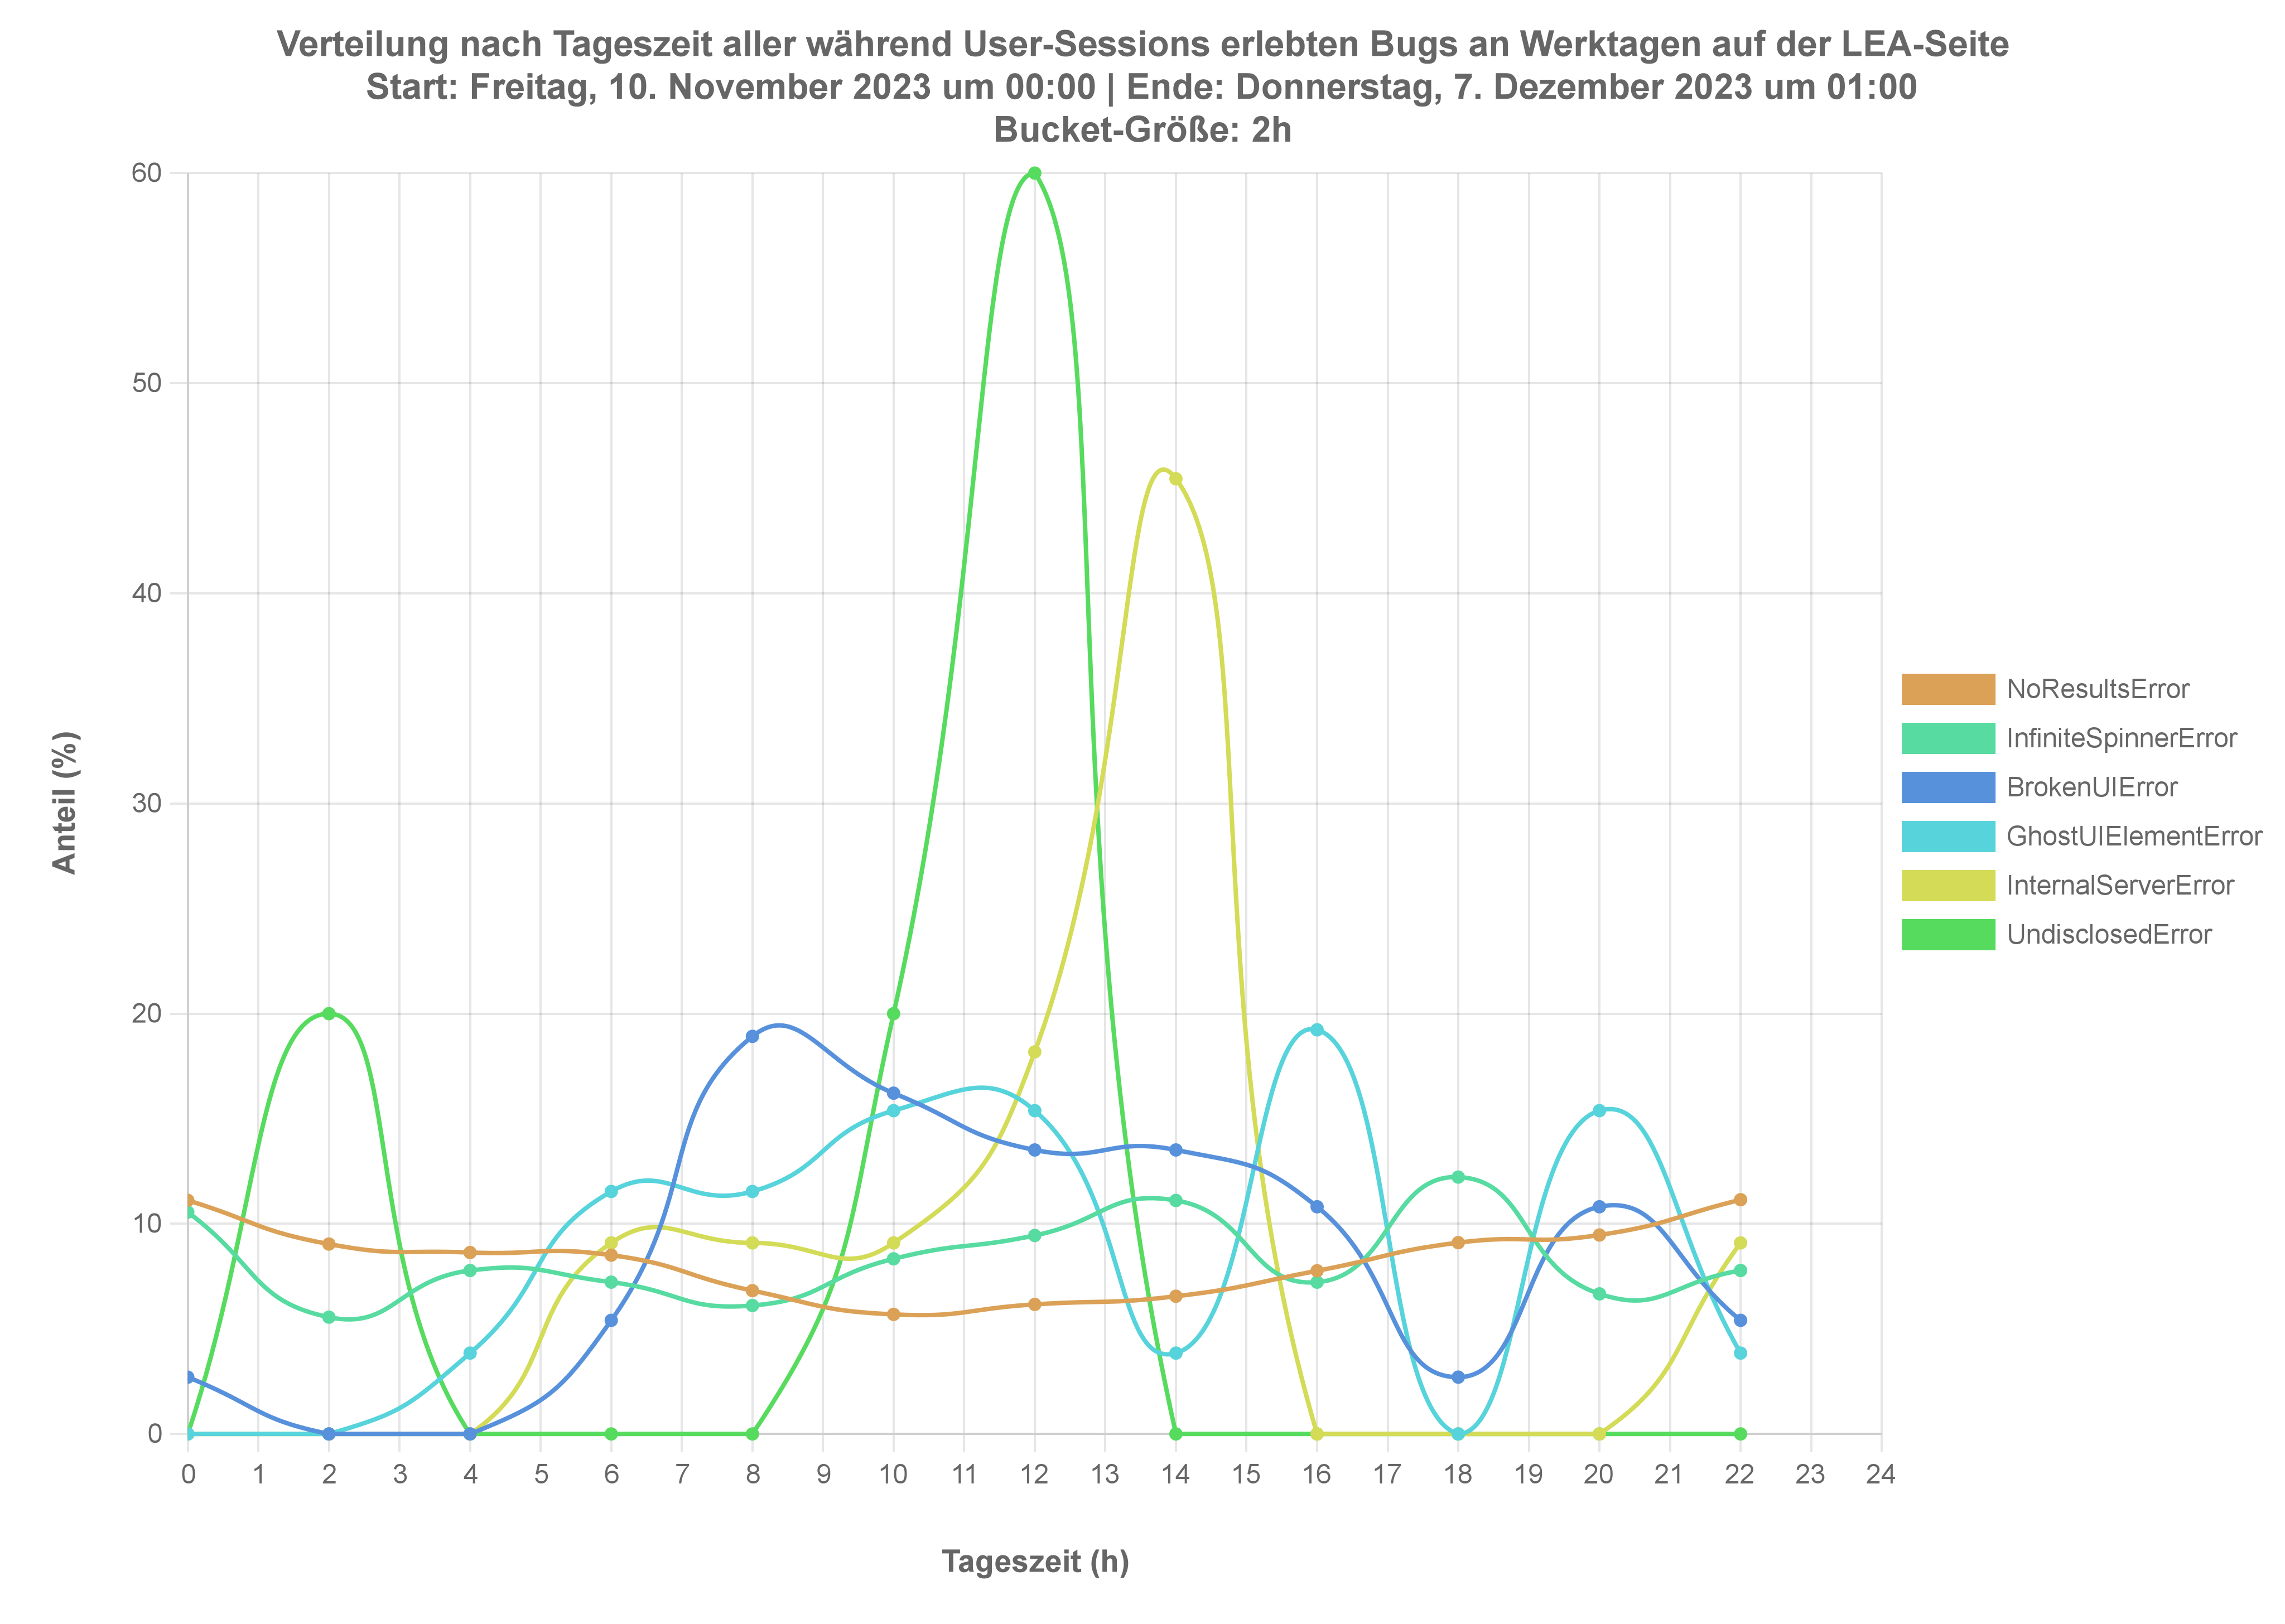 Verteilung nach Tageszeit aller während User-Sessions erlebten Bugs an Werktagen auf der LEA-Seite
Start: Freitag, 10. November 2023 um 00:00 | Ende: Donnerstag, 7. Dezember 2023 um 01:00
Bucket-Größe: 2h
60
50
40
30
20
10
0
Anteil (%)
0 1 2 3 4 5 6 7 8 9 10 11 12 13 14 15 16 17 18 19 20 21 22 23 24
Tageszeit (h)
NoResultsError
InfiniteSpinnerError
BrokenUIError
GhostUIElementError
InternalServerError
UndisclosedError